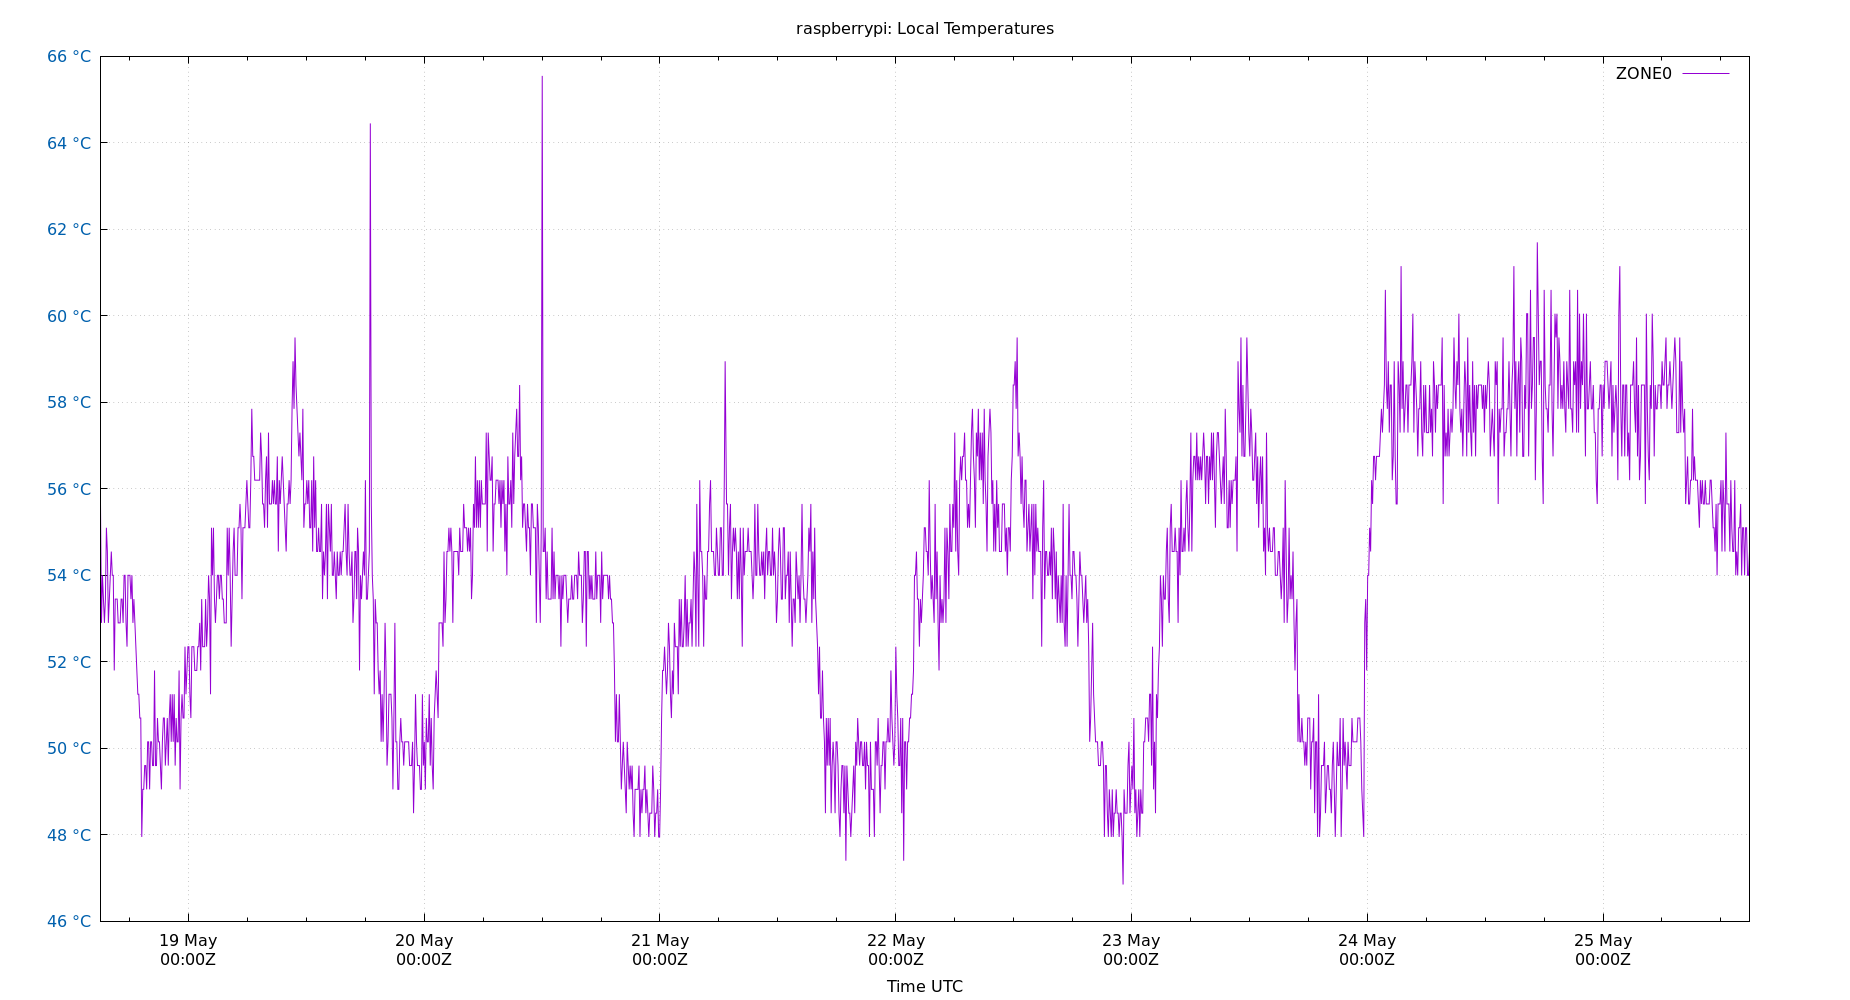 raspberrypi: Local Temperatures
66 °C
64 °C
62 °C
60 °C
58 °C
56 °C
54 °C
52 °C
50 °C
48 °C
46 °C
ZONE0
19 May
00:00Z
20 May
00:00Z
21 May
00:00Z
22 May
00:00Z
23 May
00:00Z
24 May
00:00Z
25 May
00:00Z
Time UTC